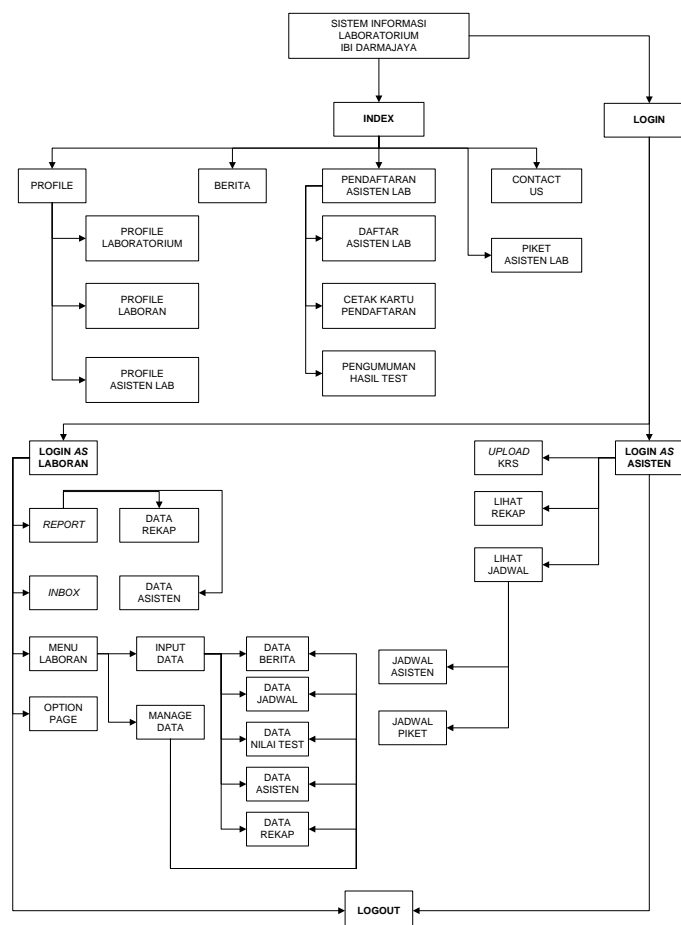 SISTEM INFORMASI
LABORATORIUM
IBI DARMAJAYA
INDEX
LOGIN
PROFILE
BERITA
PENDAFTARAN
ASISTEN LAB
CONTACT
US
PROFILE
LABORATORIUM
DAFTAR
ASISTEN LAB
PIKET
ASISTEN LAB
PROFILE
LABORAN
CETAK KARTU
PENDAFTARAN
PROFILE
ASISTEN LAB
PENGUMUMAN
HASIL TEST
LOGIN AS
LABORAN
UPLOAD
KRS
LOGIN AS
ASISTEN
REPORT
DATA
REKAP
LIHAT
REKAP
INBOX
DATA
ASISTEN
LIHAT
JADWAL
MENU
LABORAN
INPUT
DATA
DATA
BERITA
JADWAL
ASISTEN
DATA
JADWAL
OPTION
PAGE
MANAGE
DATA
DATA
NILAI TEST
JADWAL
PIKET
DATA
ASISTEN
DATA
REKAP
LOGOUT